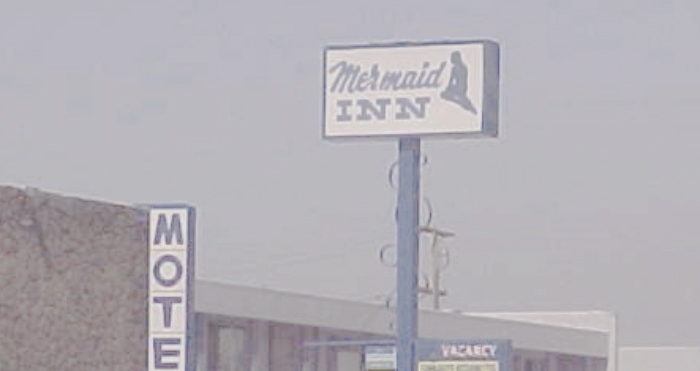 Mermaid
INN
MOTE
VACANCY